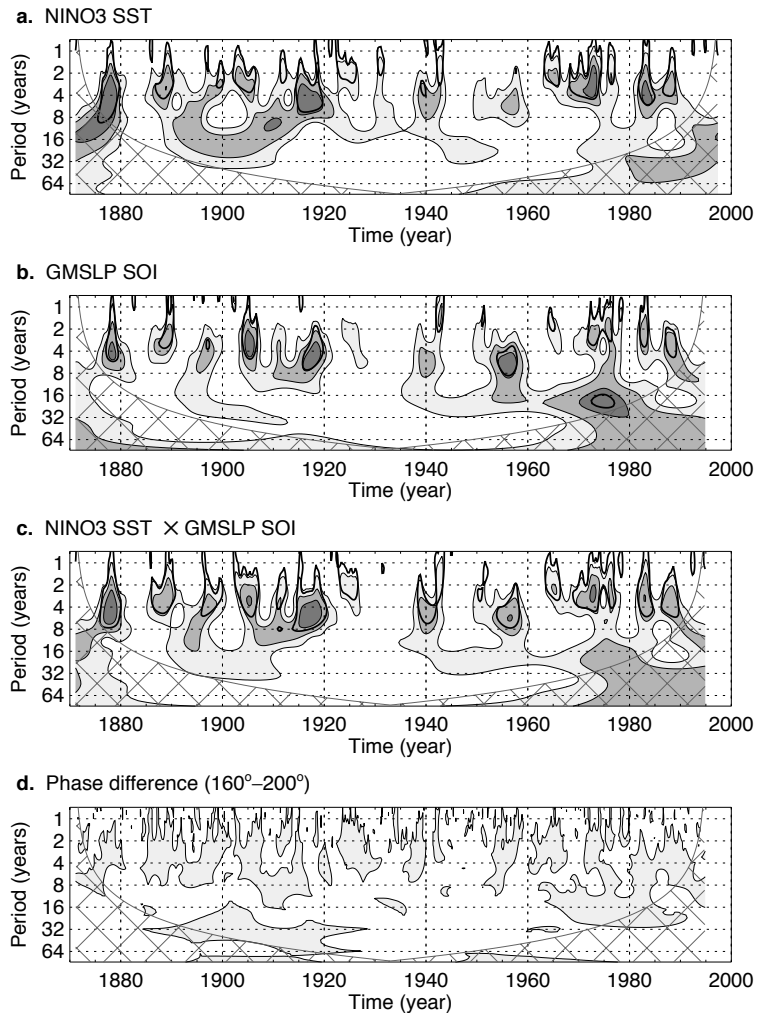 a. NINO3 SST
Period (years)
1
2
4
8
16
32
64
1880 1900 1920 1940 1960 1980 2000
Time (year)
b. GMSLP SOI
Period (years)
1
2
4
8
16
32
64
1880 1900 1920 1940 1960 1980 2000
Time (year)
c. NINO3 SST × GMSLP SOI
Period (years)
1
2
4
8
16
32
64
1880 1900 1920 1940 1960 1980 2000
Time (year)
d. Phase difference (160°–200°)
Period (years)
1
2
4
8
16
32
64
1880 1900 1920 1940 1960 1980 2000
Time (year)